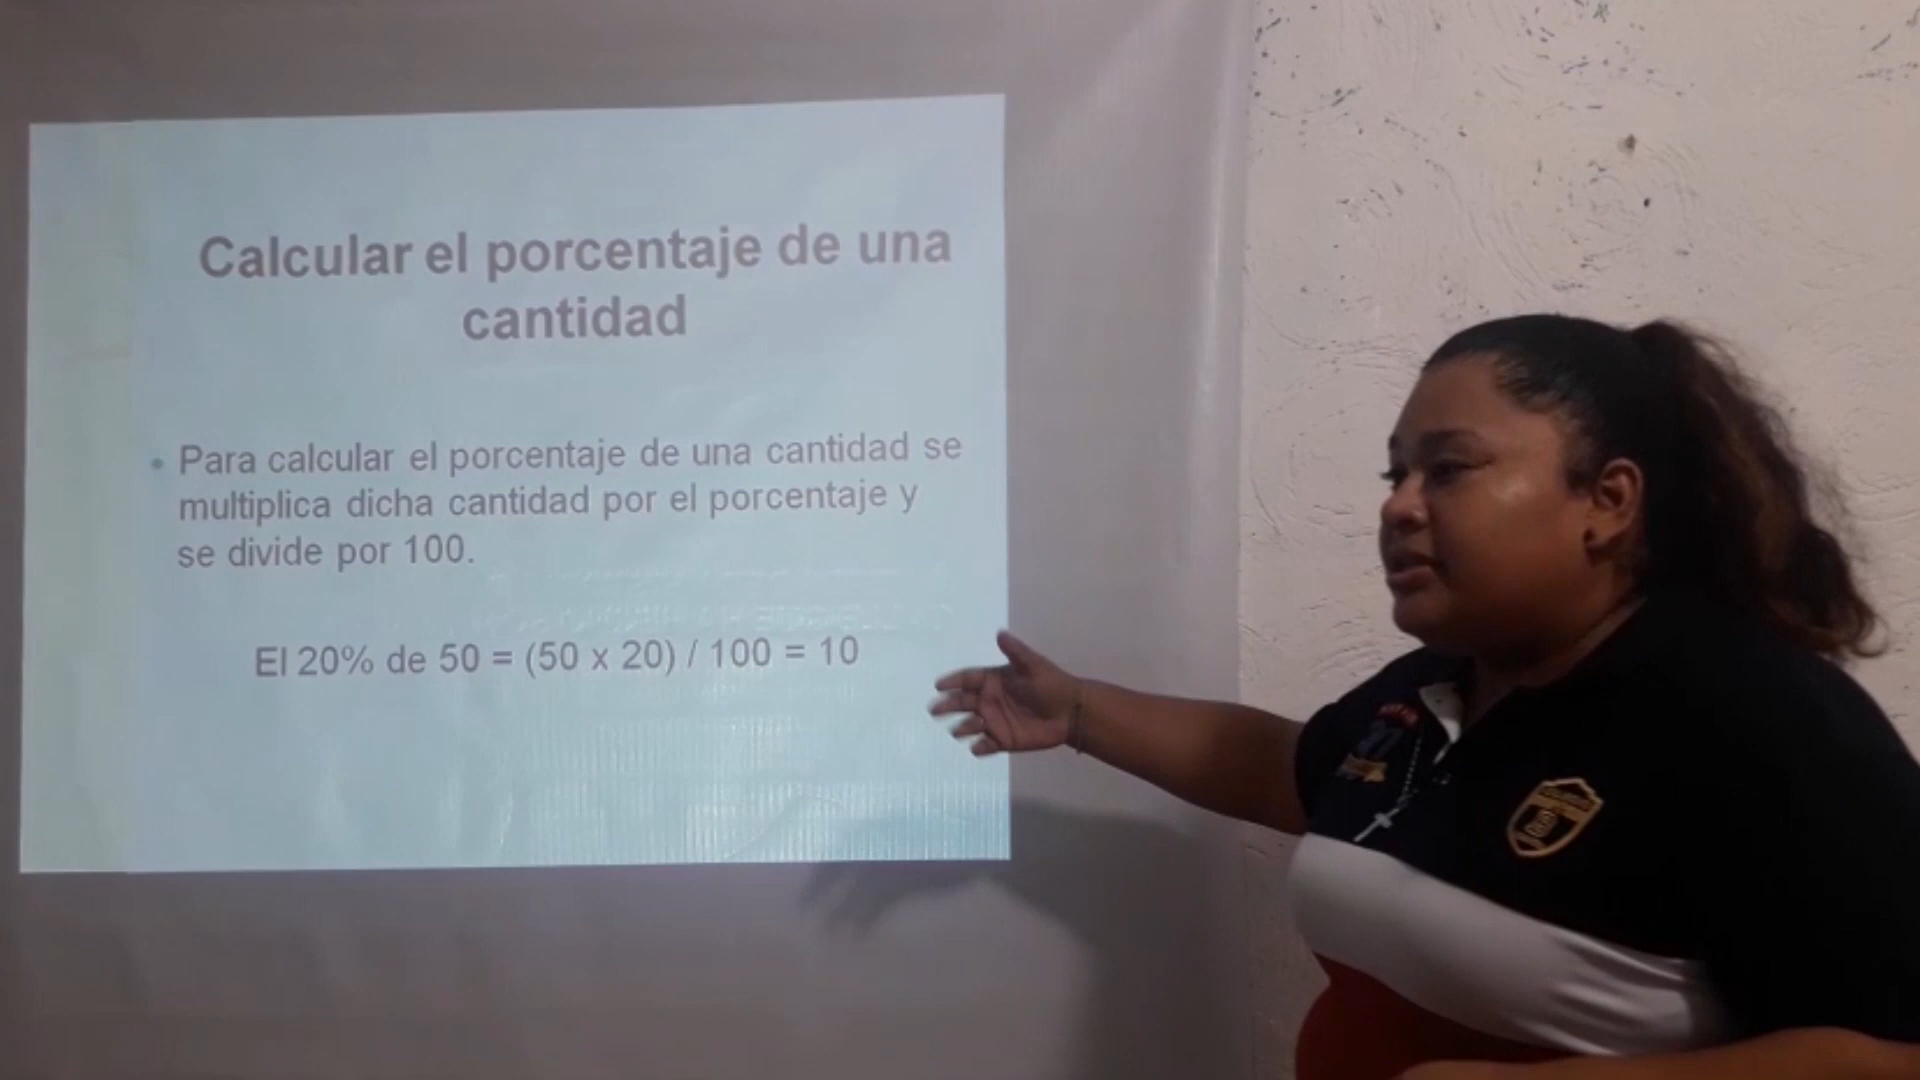 Calcular el porcentaje de una
cantidad
• Para calcular el porcentaje de una cantidad se
multiplica dicha cantidad por el porcentaje y
se divide por 100.
El 20% de 50 = (50 x 20) / 100 = 10